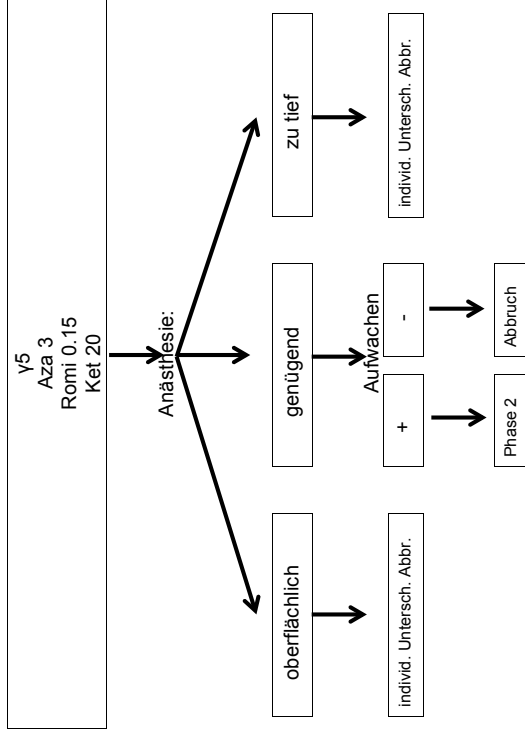 γ5
Aza 3
Romi 0.15
Ket 20
Anästhesie:
oberflächlich
genügend
zu tief
individ. Untersch. Abbr.
Aufwachen
individ. Untersch. Abbr.
+
-
Phase 2
Abbruch